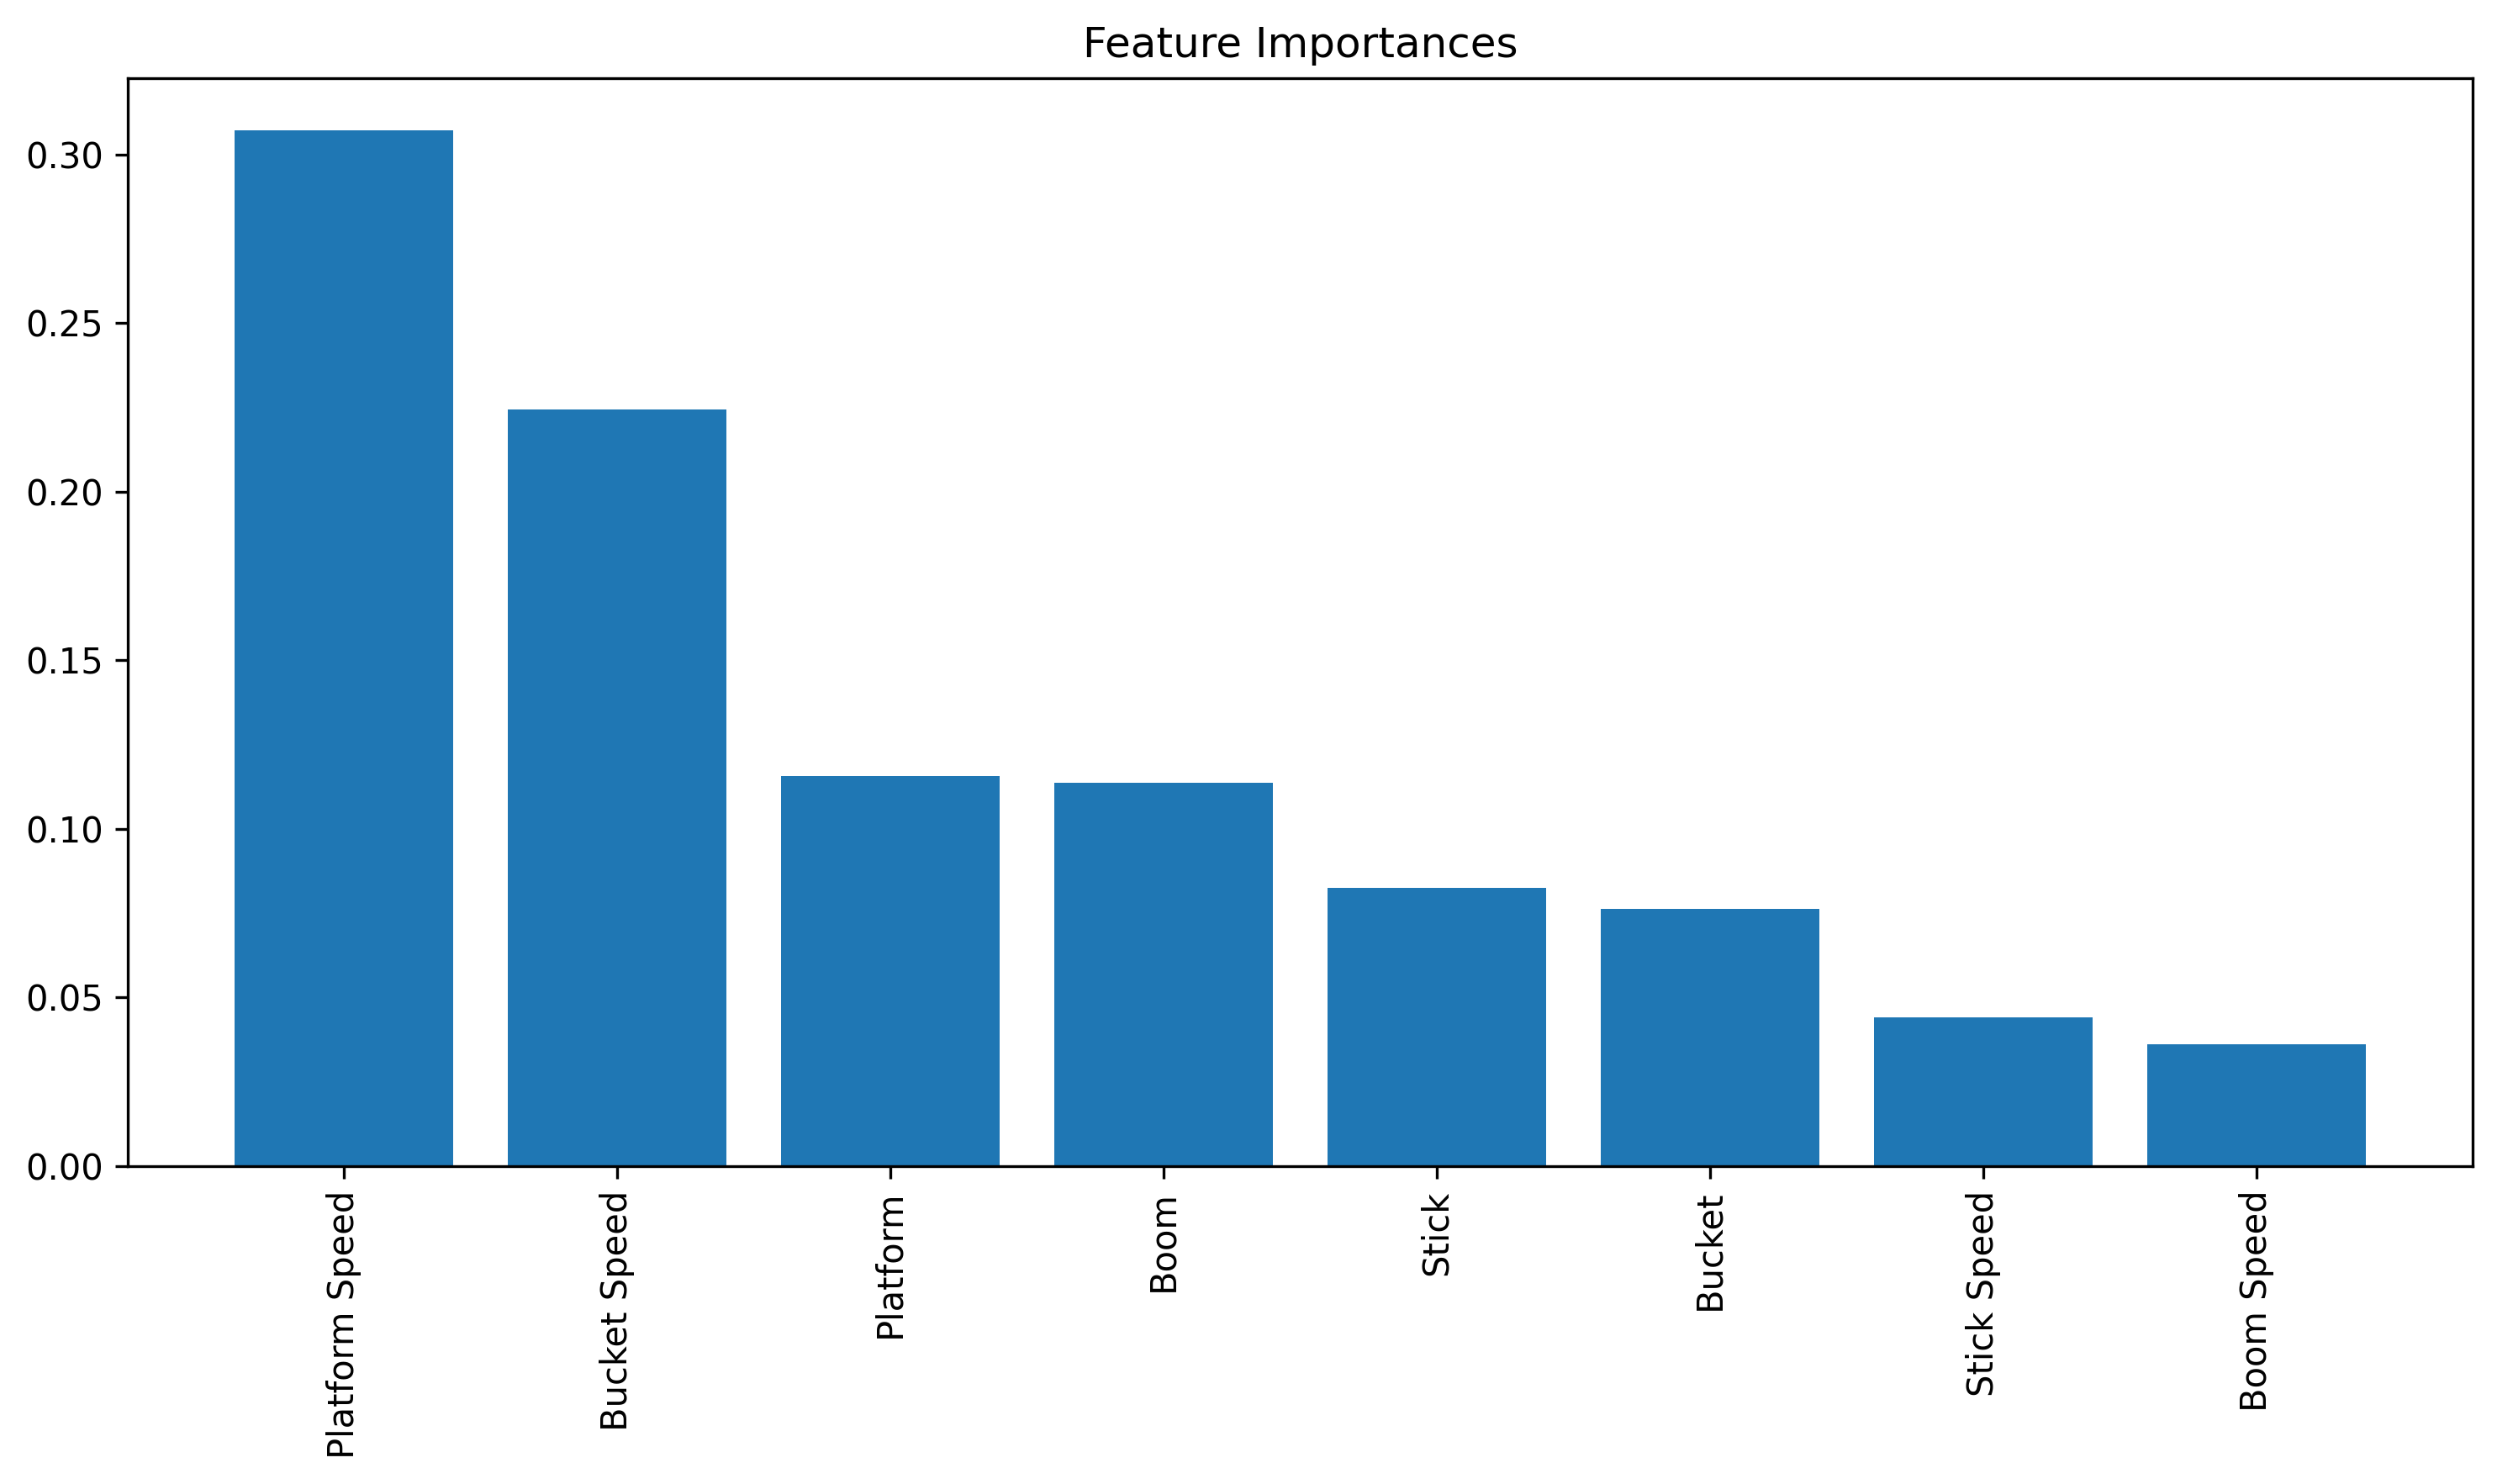 Feature Importances
0.30
0.25
0.20
0.15
0.10
0.05
0.00
Platform Speed
Bucket Speed
Platform
Boom
Stick
Bucket
Stick Speed
Boom Speed